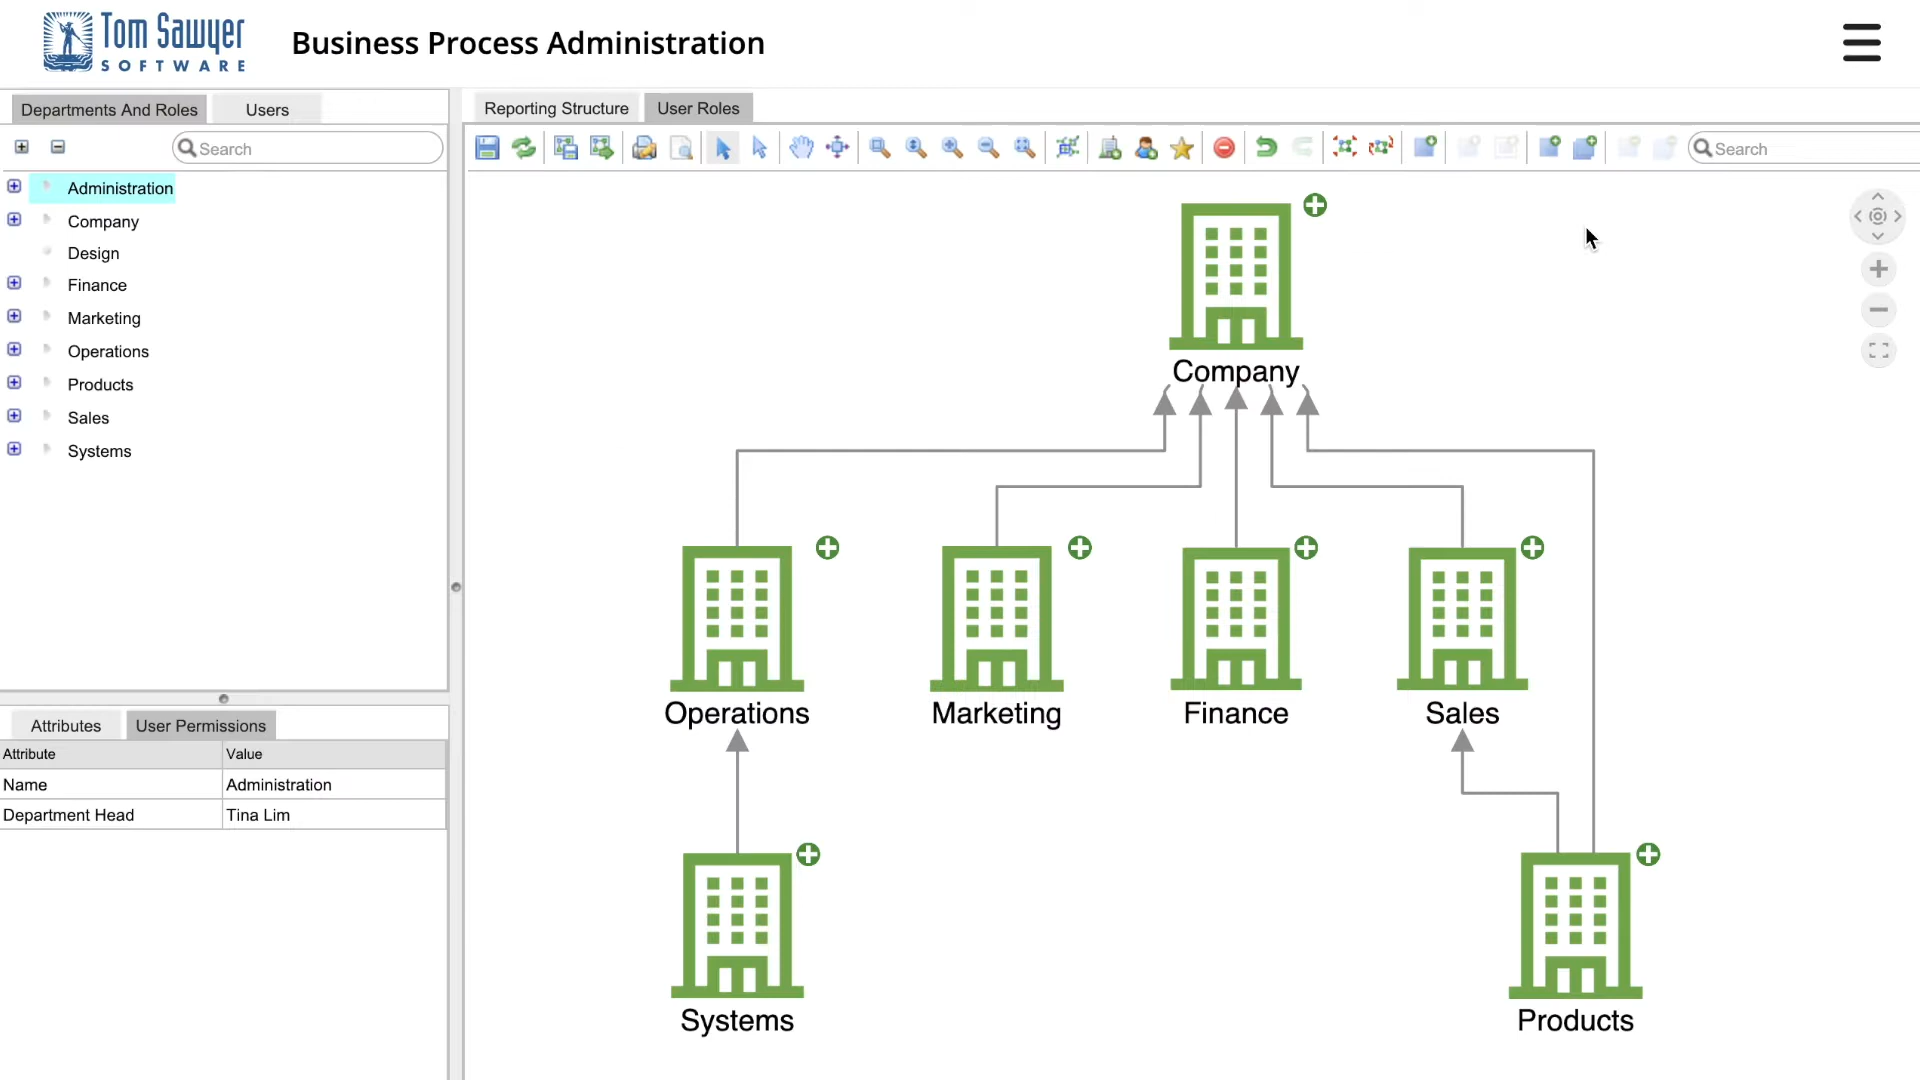 Tom Sawyer
SOFTWARE
Business Process Administration
Departments And Roles
Users
Search
Administration
Company
Design
Finance
Marketing
Operations
Products
Sales
Systems
Attributes
User Permissions
Attribute
Value
Name
Administration
Department Head
Tina Lim
Reporting Structure
User Roles
Search
Company
Operations
Marketing
Finance
Sales
Systems
Products